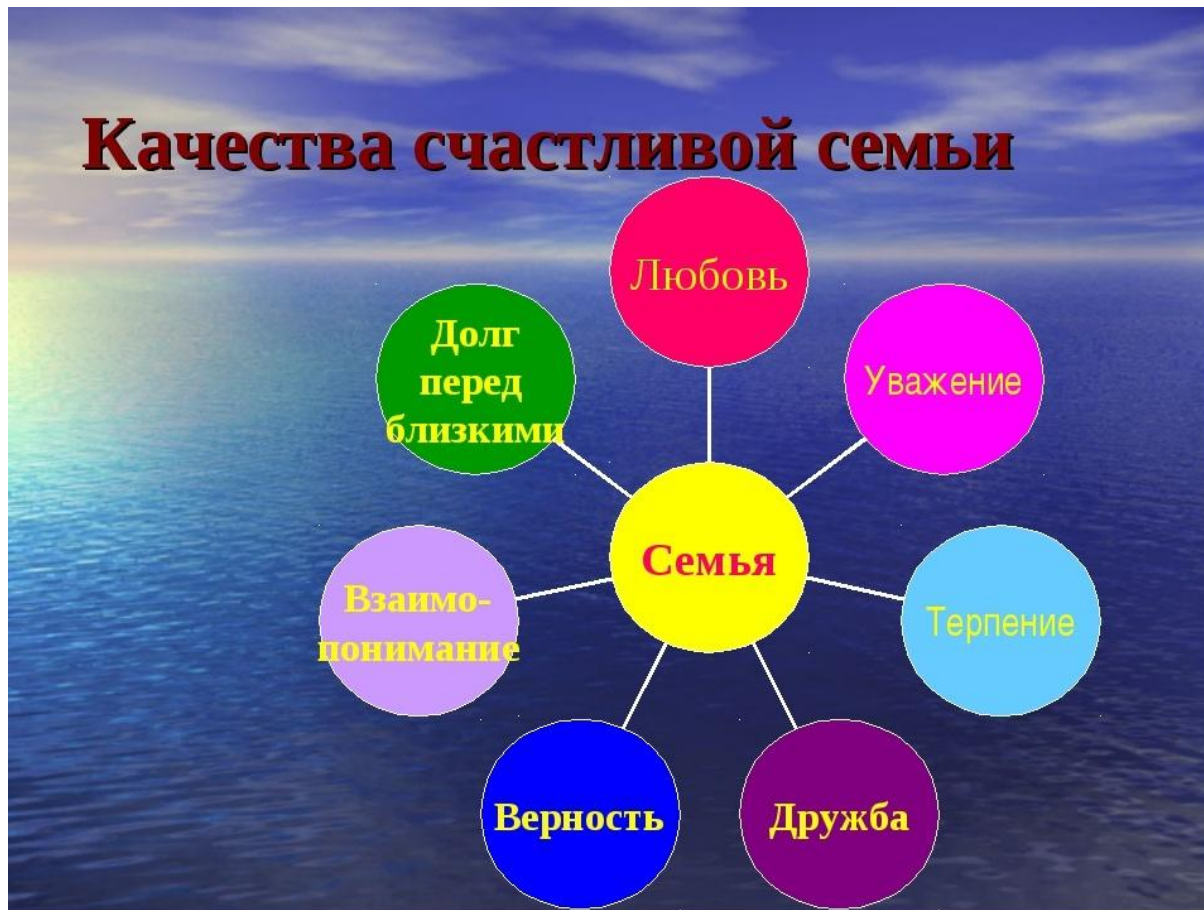 Качества счастливой семьи
Любовь
Уважение
Терпение
Дружба
Верность
Взаимо-
понимание
Долг
перед
близкими
Семья